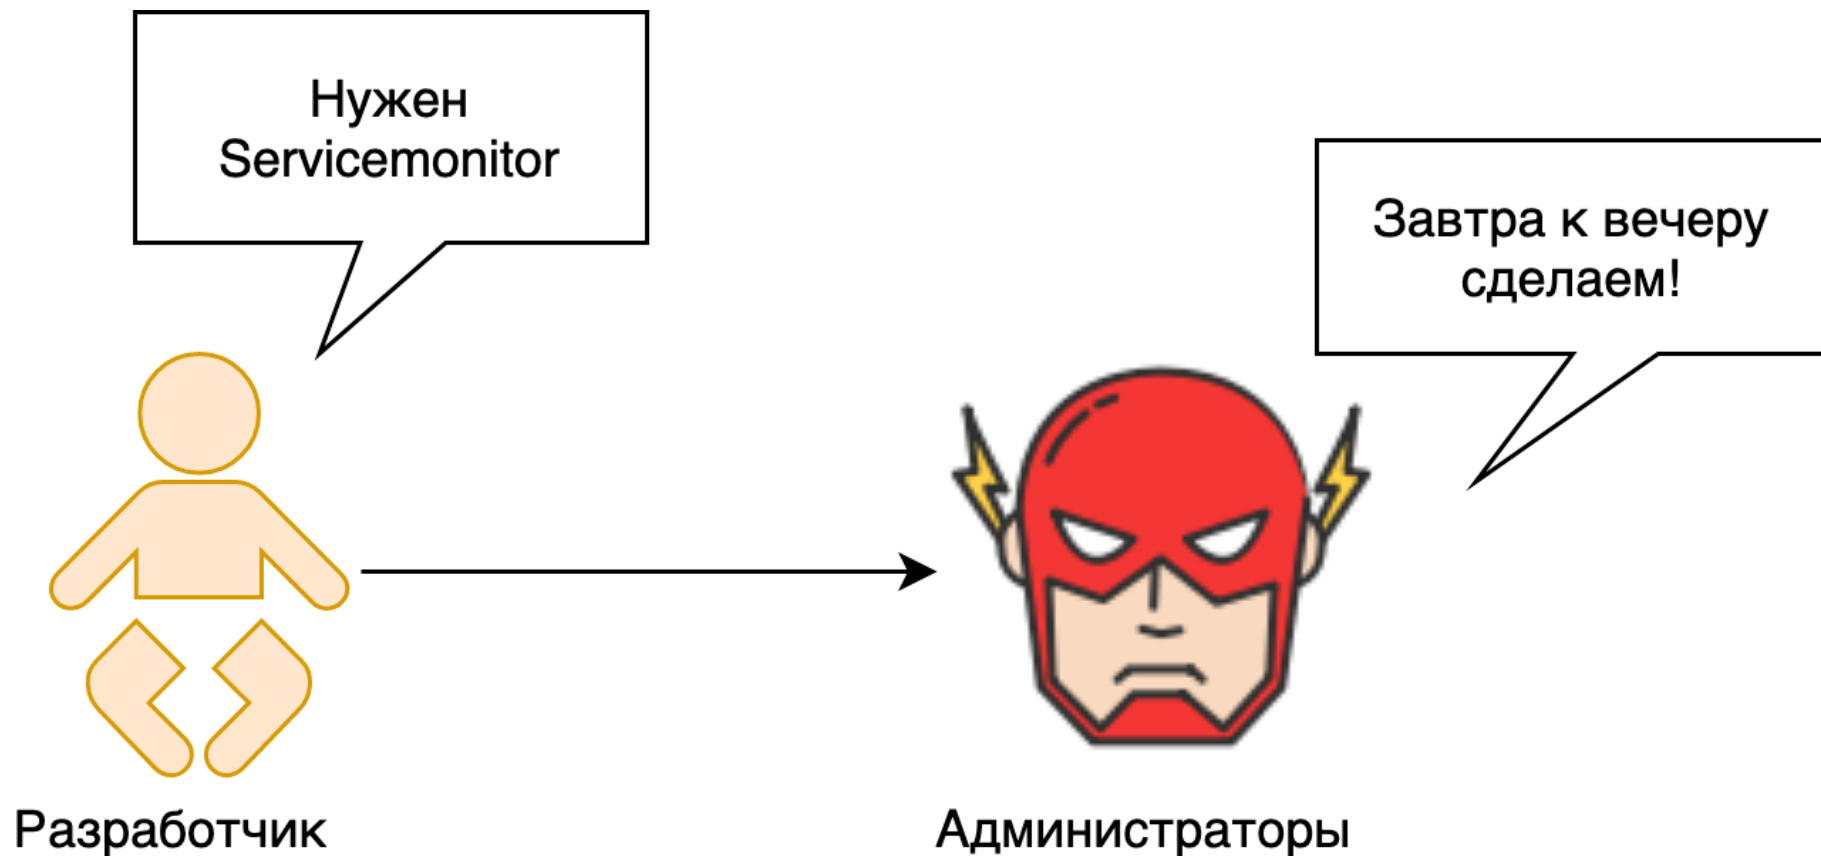 Нужен
Servicemonitor
Завтра к вечеру
сделаем!
Разработчик
Администраторы